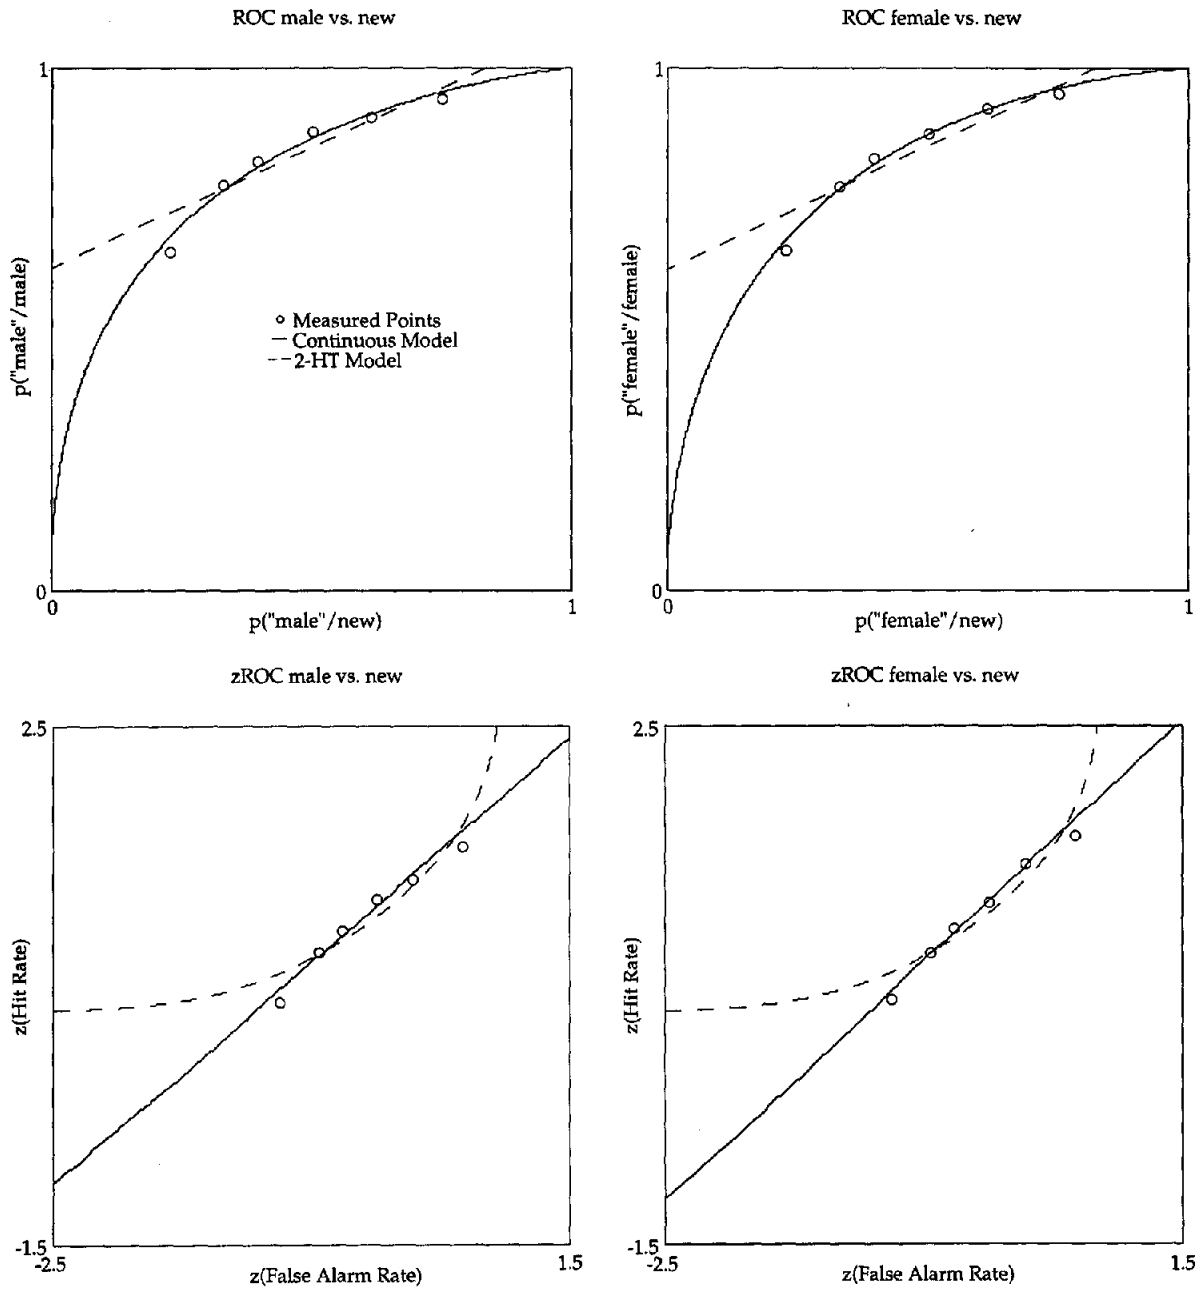 ROC male vs. new
ROC female vs. new
1
p("male"/male)
Measured Points
Continuous Model
2-HT Model
0
0
1
p("male"/new)
1
p("female"/female)
0
0
1
p("female"/new)
zROC male vs. new
zROC female vs. new
2.5
z(Hit Rate)
-1.5
-2.5
1.5
z(False Alarm Rate)
2.5
z(Hit Rate)
-1.5
-2.5
1.5
z(False Alarm Rate)